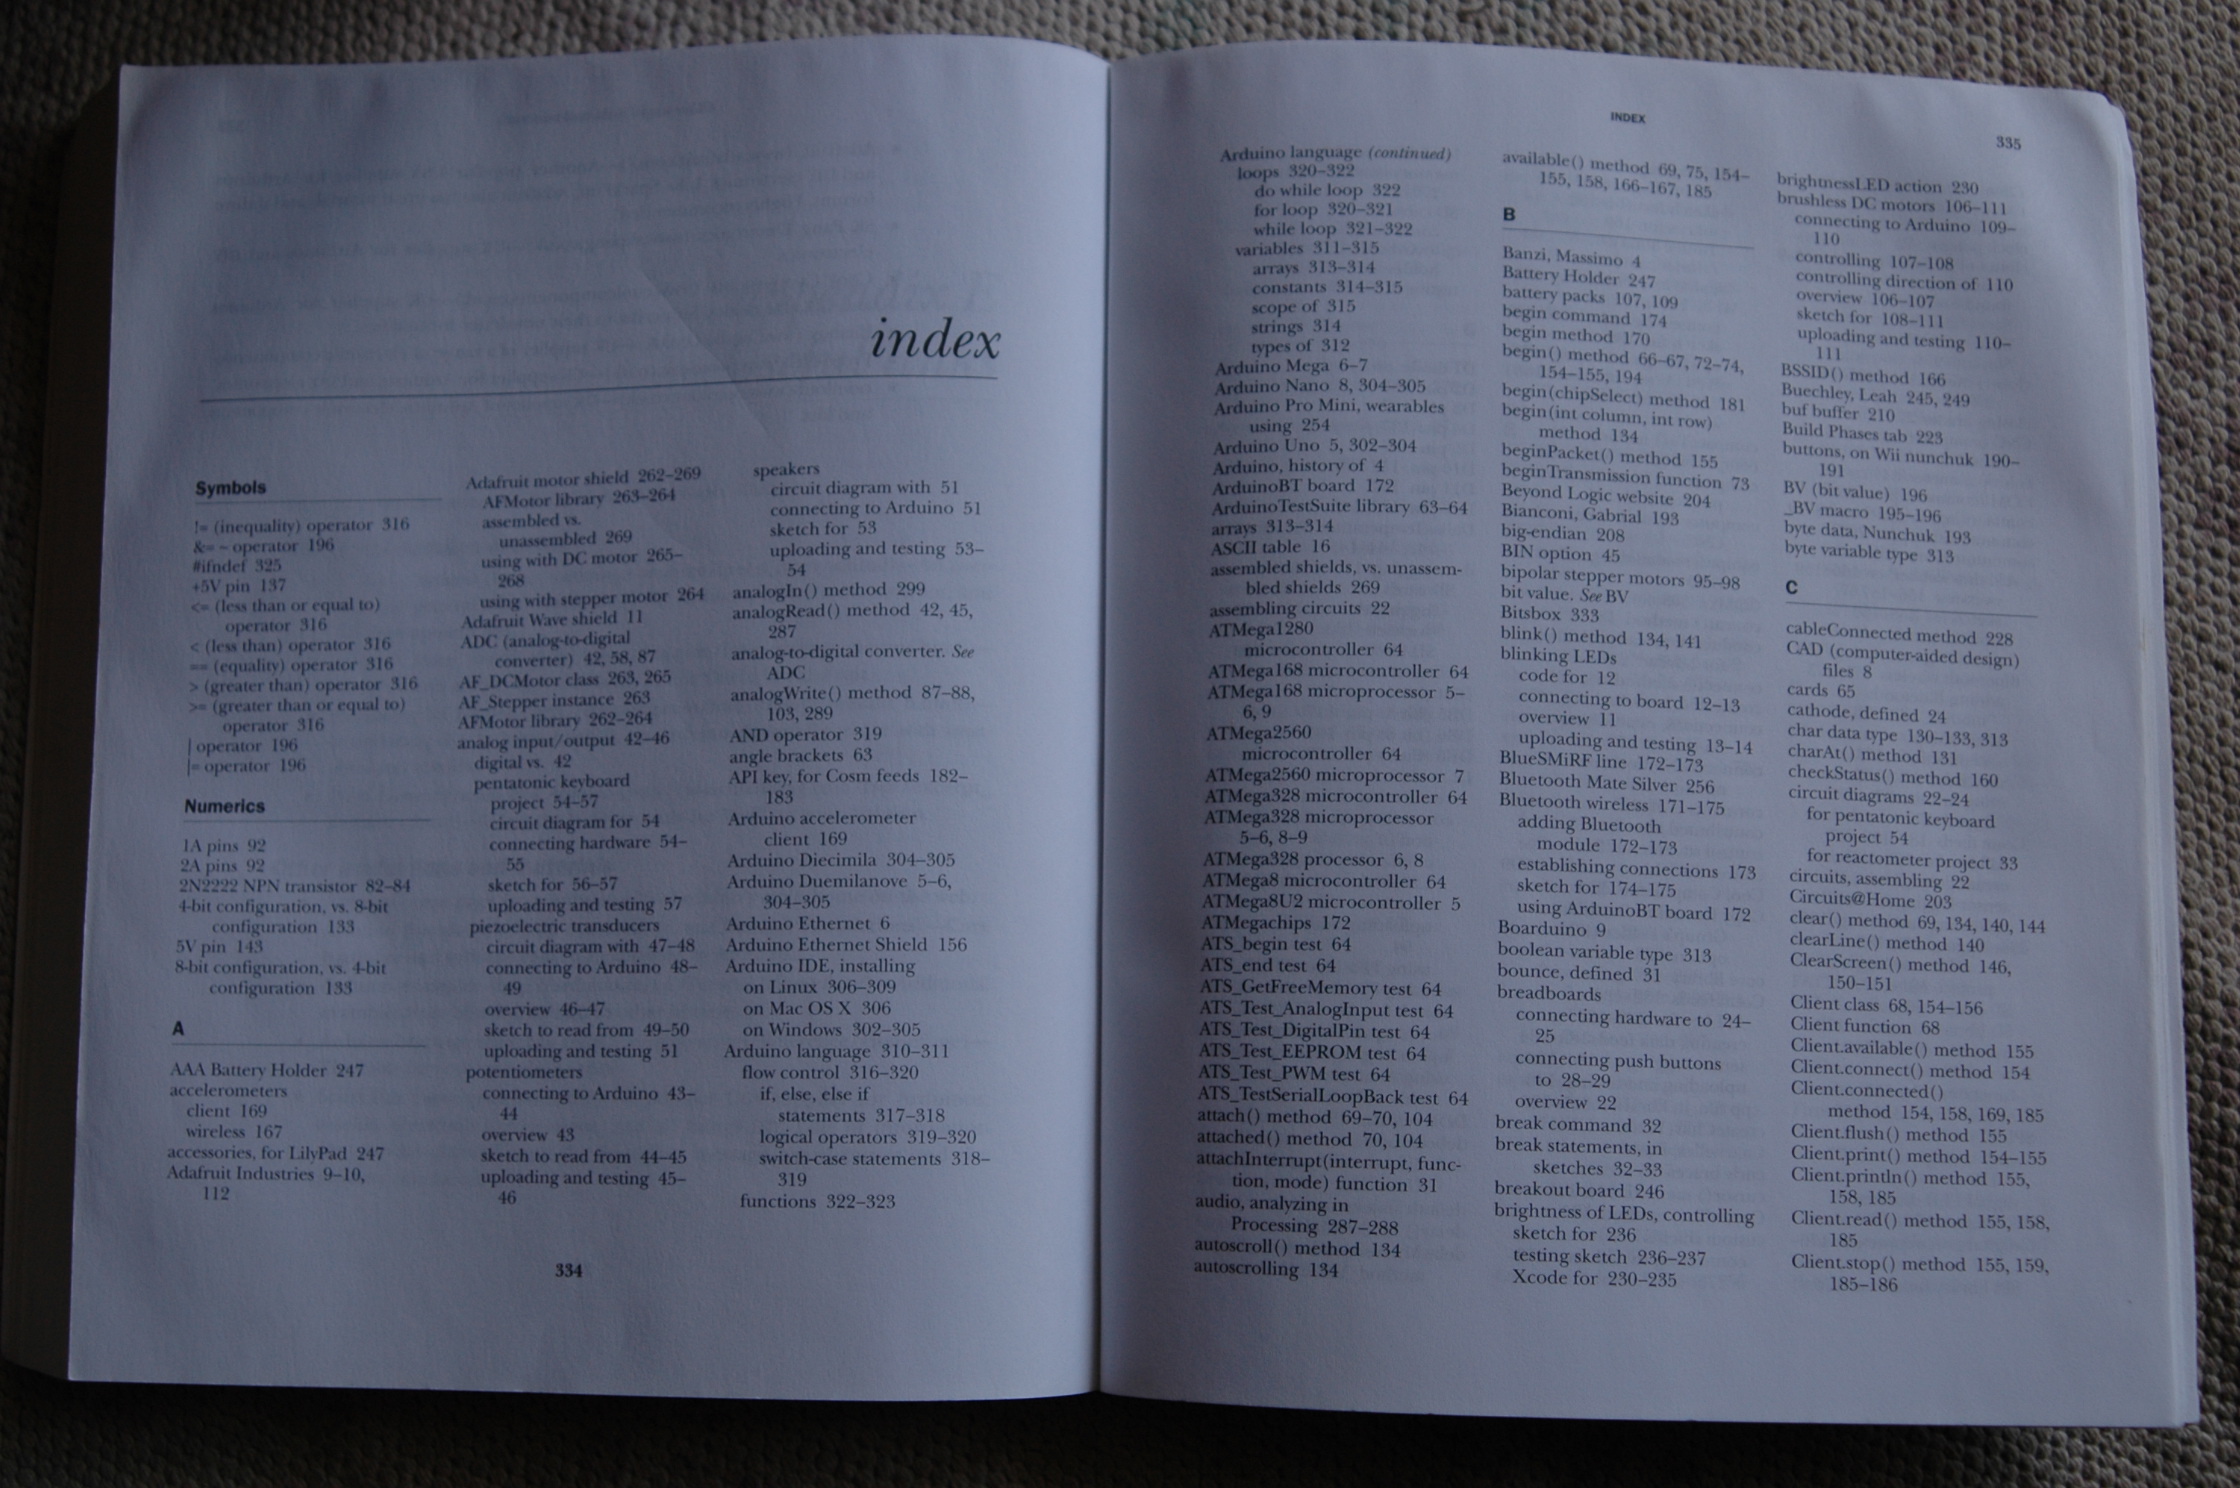 index
Symbols
!= (inequality) operator 316
&= ~ operator 196
#ifndef 325
+5V pin 137
<= (less than or equal to)
operator 316
< (less than) operator 316
== (equality) operator 316
> (greater than) operator 316
>= (greater than or equal to)
operator 316
| operator 196
|= operator 196
Numerics
1A pins 92
2A pins 92
2N2222 NPN transistor 82–84
4-bit configuration, vs. 8-bit
configuration 133
5V pin 143
8-bit configuration, vs. 4-bit
configuration 133
A
AAA Battery Holder 247
accelerometers
client 169
wireless 167
accessories, for LilyPad 247
Adafruit Industries 9–10,
112
Adafruit motor shield 262–269
AFMotor library 263–264
assembled vs.
unassembled 269
using with DC motor 265–
268
using with stepper motor 264
Adafruit Wave shield 11
ADC (analog-to-digital
converter) 42, 58, 87
AF_DCMotor class 263, 265
AF_Stepper instance 263
AFMotor library 262–264
analog input/output 42–46
digital vs. 42
pentatonic keyboard
project 54–57
circuit diagram for 54
connecting hardware 54–
55
sketch for 56–57
uploading and testing 57
piezoelectric transducers
circuit diagram with 47–48
connecting to Arduino 48–
49
overview 46–47
sketch to read from 49–50
uploading and testing 51
potentiometers
connecting to Arduino 43–
44
overview 43
sketch to read from 44–45
uploading and testing 45–
46
speakers
circuit diagram with 51
connecting to Arduino 51
sketch for 53
uploading and testing 53–
54
analogIn() method 299
analogRead() method 42, 45,
287
analog-to-digital converter. See
ADC
analogWrite() method 87–88,
103, 289
AND operator 319
angle brackets 63
API key, for Cosm feeds 182–
183
Arduino accelerometer
client 169
Arduino Diecimila 304–305
Arduino Duemilanove 5–6,
304–305
Arduino Ethernet 6
Arduino Ethernet Shield 156
Arduino IDE, installing
on Linux 306–309
on Mac OS X 306
on Windows 302–305
Arduino language 310–311
flow control 316–320
if, else, else if
statements 317–318
logical operators 319–320
switch-case statements 318–
319
functions 322–323
334
INDEX
335
Arduino language (continued)
loops 320–322
do while loop 322
for loop 320–321
while loop 321–322
variables 311–315
arrays 313–314
constants 314–315
scope of 315
strings 314
types of 312
Arduino Mega 6–7
Arduino Nano 8, 304–305
Arduino Pro Mini, wearables
using 254
Arduino Uno 5, 302–304
Arduino, history of 4
ArduinoBT board 172
ArduinoTestSuite library 63–64
arrays 313–314
ASCII table 16
assembled shields, vs. unassem-
bled shields 269
assembling circuits 22
ATMega1280
microcontroller 64
ATMega168 microcontroller 64
ATMega168 microprocessor 5–
6, 9
ATMega2560
microcontroller 64
ATMega2560 microprocessor 7
ATMega328 microcontroller 64
ATMega328 microprocessor
5–6, 8–9
ATMega328 processor 6, 8
ATMega8 microcontroller 64
ATMega8U2 microcontroller 5
ATMegachips 172
ATS_begin test 64
ATS_end test 64
ATS_GetFreeMemory test 64
ATS_Test_AnalogInput test 64
ATS_Test_DigitalPin test 64
ATS_Test_EEPROM test 64
ATS_Test_PWM test 64
ATS_TestSerialLoopBack test 64
attach() method 69–70, 104
attached() method 70, 104
attachInterrupt(interrupt, func-
tion, mode) function 31
audio, analyzing in
Processing 287–288
autoscroll() method 134
autoscrolling 134
available() method 69, 75, 154–
155, 158, 166–167, 185
B
Banzi, Massimo 4
Battery Holder 247
battery packs 107, 109
begin command 174
begin method 170
begin() method 66–67, 72–74,
154–155, 194
begin(chipSelect) method 181
begin(int column, int row)
method 134
beginPacket() method 155
beginTransmission function 73
Beyond Logic website 204
Bianconi, Gabrial 193
big-endian 208
BIN option 45
bipolar stepper motors 95–98
bit value. See BV
Bitsbox 333
blink() method 134, 141
blinking LEDs
code for 12
connecting to board 12–13
overview 11
uploading and testing 13–14
BlueSMiRF line 172–173
Bluetooth Mate Silver 256
Bluetooth wireless 171–175
adding Bluetooth
module 172–173
establishing connections 173
sketch for 174–175
using ArduinoBT board 172
Boarduino 9
boolean variable type 313
bounce, defined 31
breadboards
connecting hardware to 24–
25
connecting push buttons
to 28–29
overview 22
break command 32
break statements, in
sketches 32–33
breakout board 246
brightness of LEDs, controlling
sketch for 236
testing sketch 236–237
Xcode for 230–235
brighnessLED action 230
brushless DC motors 106–111
connecting to Arduino 109–
110
controlling 107–108
controlling direction of 110
overview 106–107
sketch for 108–111
uploading and testing 110–
111
BSSID() method 166
Buechley, Leah 245, 249
buf buffer 210
Build Phases tab 223
buttons, on Wii nunchuk 190–
191
BV (bit value) 196
_BV macro 195–196
byte data, Nunchuk 193
byte variable type 313
C
cableConnected method 228
CAD (computer-aided design)
files 8
cards 65
cathode, defined 24
char data type 130–133, 313
charAt() method 131
checkStatus() method 160
circuit diagrams 22–24
for pentatonic keyboard
project 54
for reactometer project 33
circuits, assembling 22
Circuits@Home 203
clear() method 69, 134, 140, 144
clearLine() method 140
ClearScreen() method 146,
150–151
Client class 68, 154–156
Client function 68
Client.available() method 155
Client.connect() method 154
Client.connected()
method 154, 158, 169, 185
Client.flush() method 155
Client.print() method 154–155
Client.println() method 155,
158, 185
Client.read() method 155, 158,
185
Client.stop() method 155, 159,
185–186